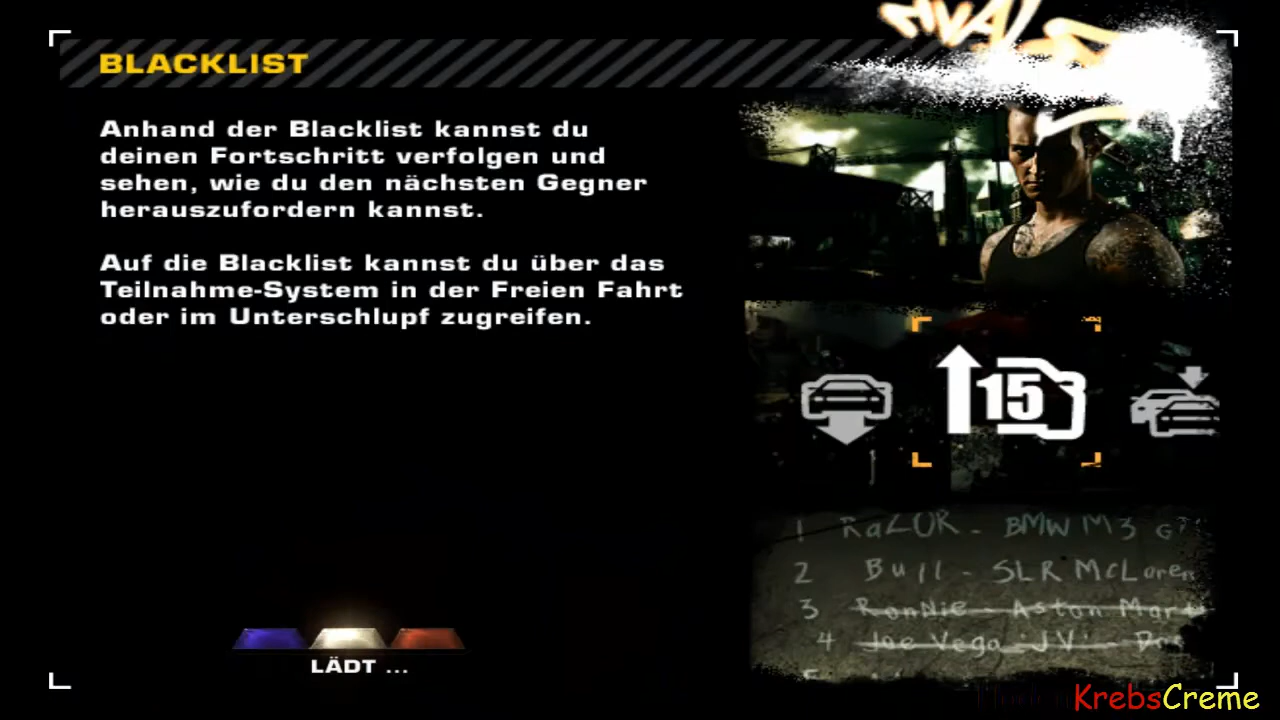 BLACKLIST
Anhand der Blacklist kannst du
deinen Fortschritt verfolgen und
sehen, wie du den nächsten Gegner
herauszufordern kannst.
Auf die Blacklist kannst du über das
Teilnahme-System in der Freien Fahrt
oder im Unterschlupf zugreifen.
15
1 RaZOR - BMW M3
2 Bull - SLR McLaren
3 RonNie - Aston
4 Joe Vega 'JV' -
LÄDT ...
KrebsCreme